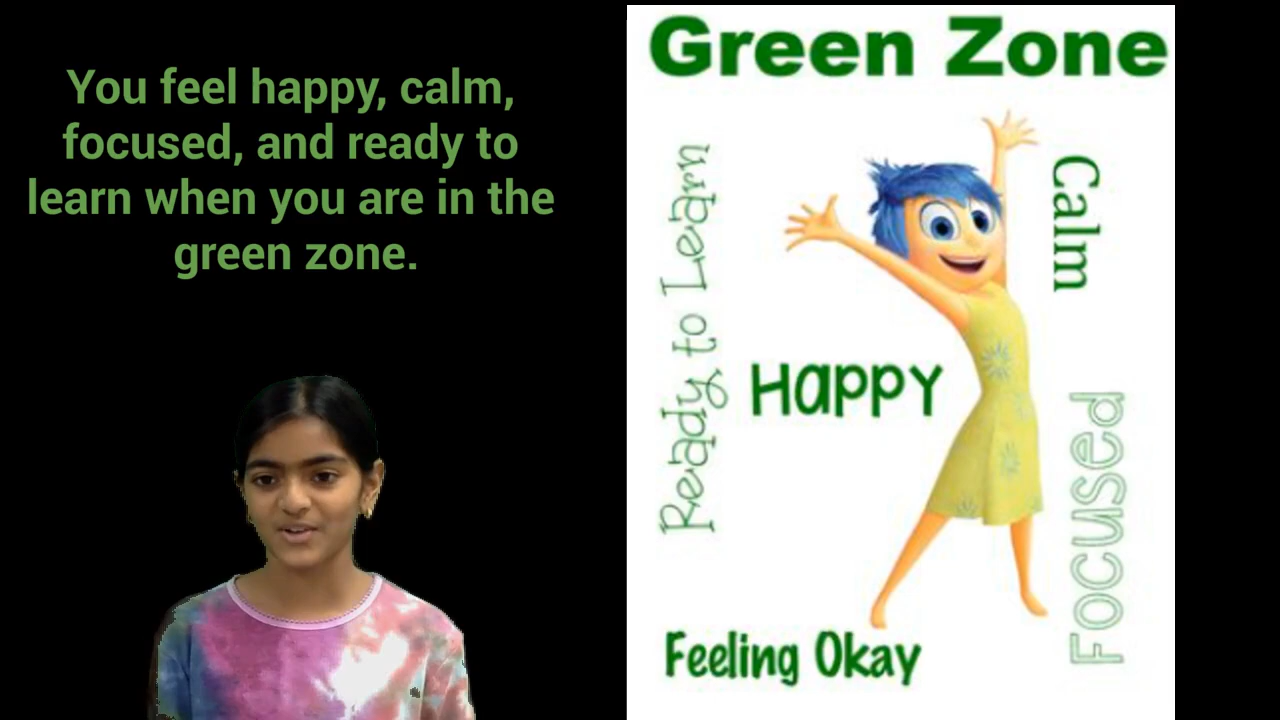 You feel happy, calm,
focused, and ready to
learn when you are in the
green zone.
Green Zone
Ready to Learn
Calm
Happy
Focused
Feeling Okay